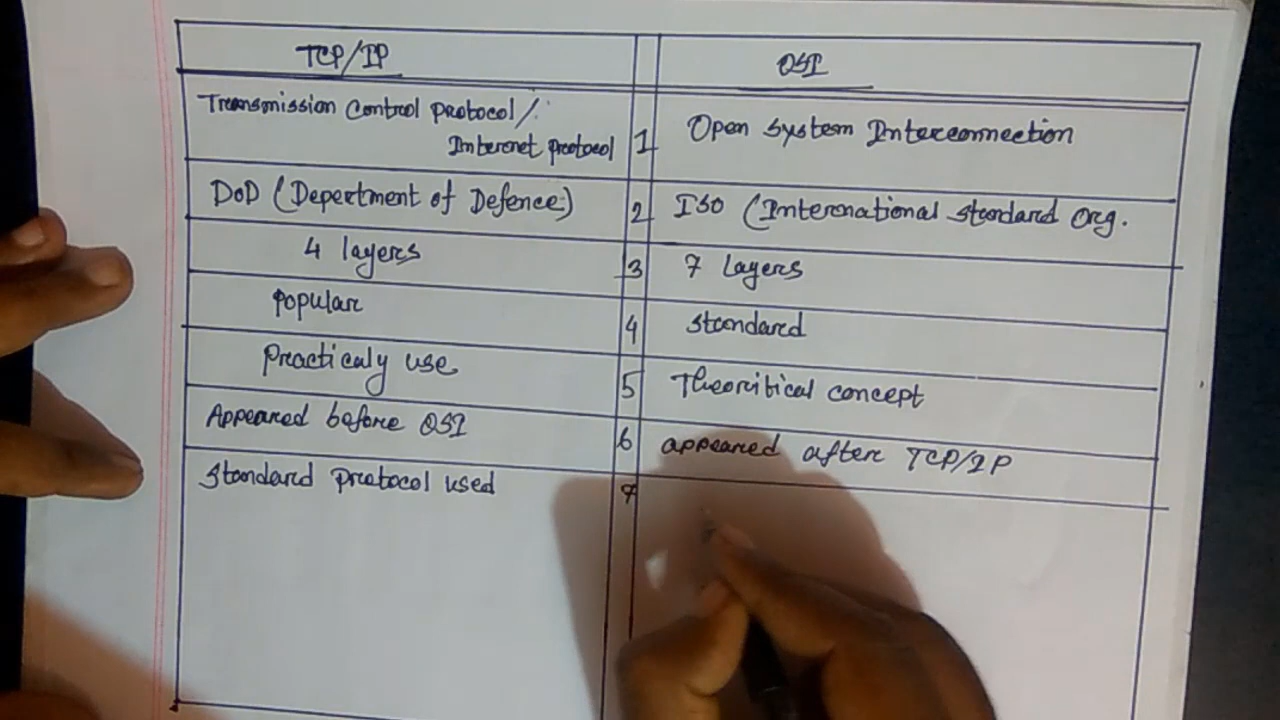 TCP/IP
OSI
Transmission Control protocol /
Internet protocol
1
Open System Interconnection
DOD (Depertment of Defence)
2
ISO (International Standard Org.
4 layers
3
7 Layers
Popular
4
Standard
Practicaly use
5
Theoritical concept
Appeared before OSI
6
appeared after TCP/IP
Standard protocol used
7